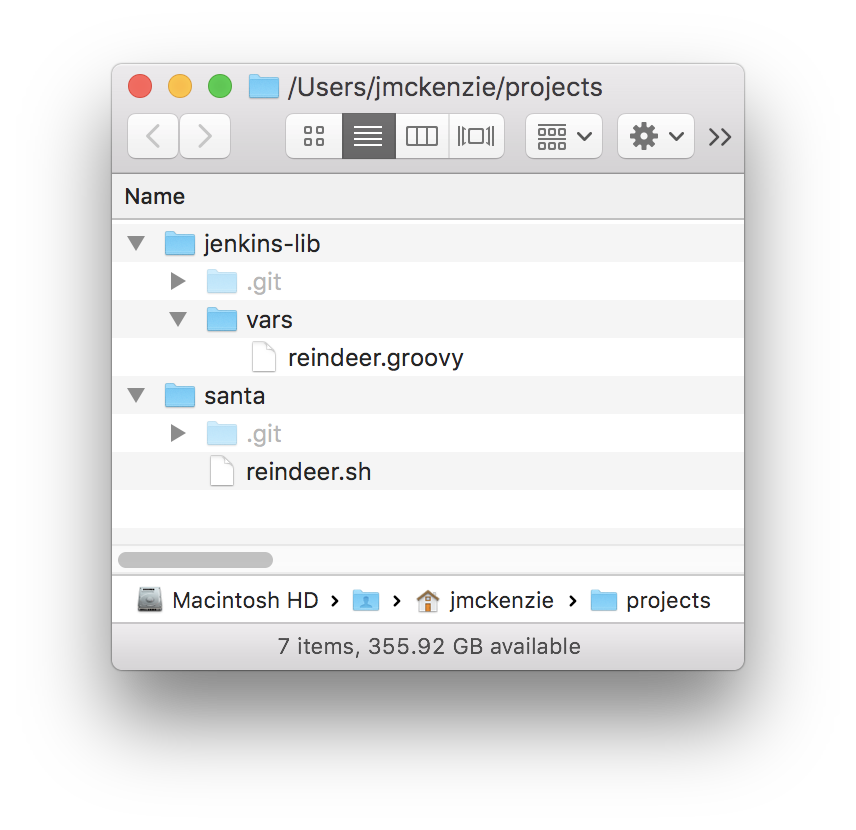 /Users/jmckenzie/projects
Name
jenkins-lib
.git
vars
reindeer.groovy
santa
.git
reindeer.sh
Macintosh HD › › jmckenzie › projects
7 items, 355.92 GB available